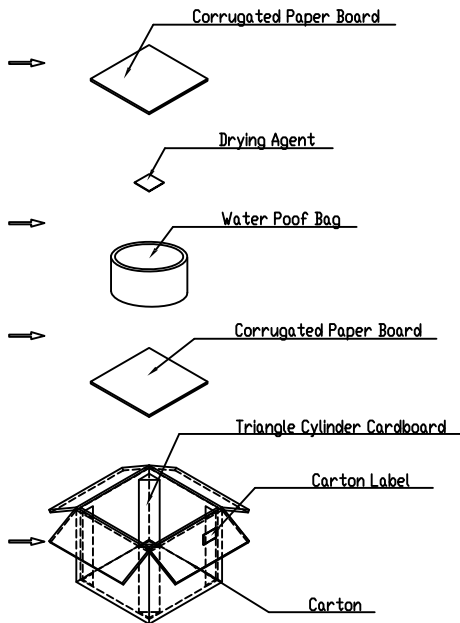 Corrugated Paper Board
Drying Agent
Water Poof Bag
Corrugated Paper Board
Triangle Cylinder Cardboard
Carton Label
Carton